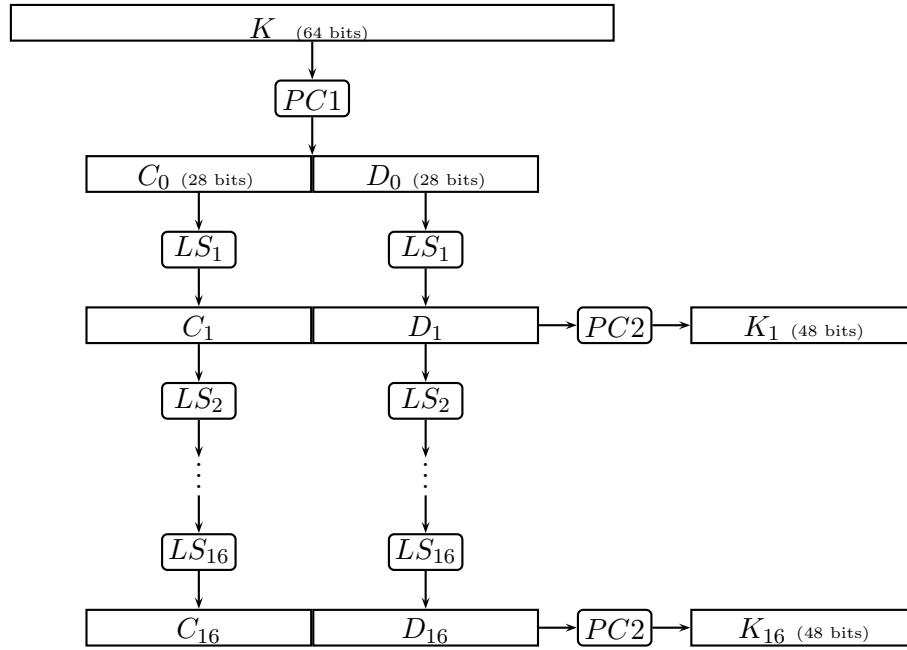 K (64 bits)
PC1
C₀ (28 bits) D₀ (28 bits)
LS₁ LS₁
C₁ D₁ PC2 K₁ (48 bits)
LS₂ LS₂
⋮ ⋮
LS₁₆ LS₁₆
C₁₆ D₁₆ PC2 K₁₆ (48 bits)